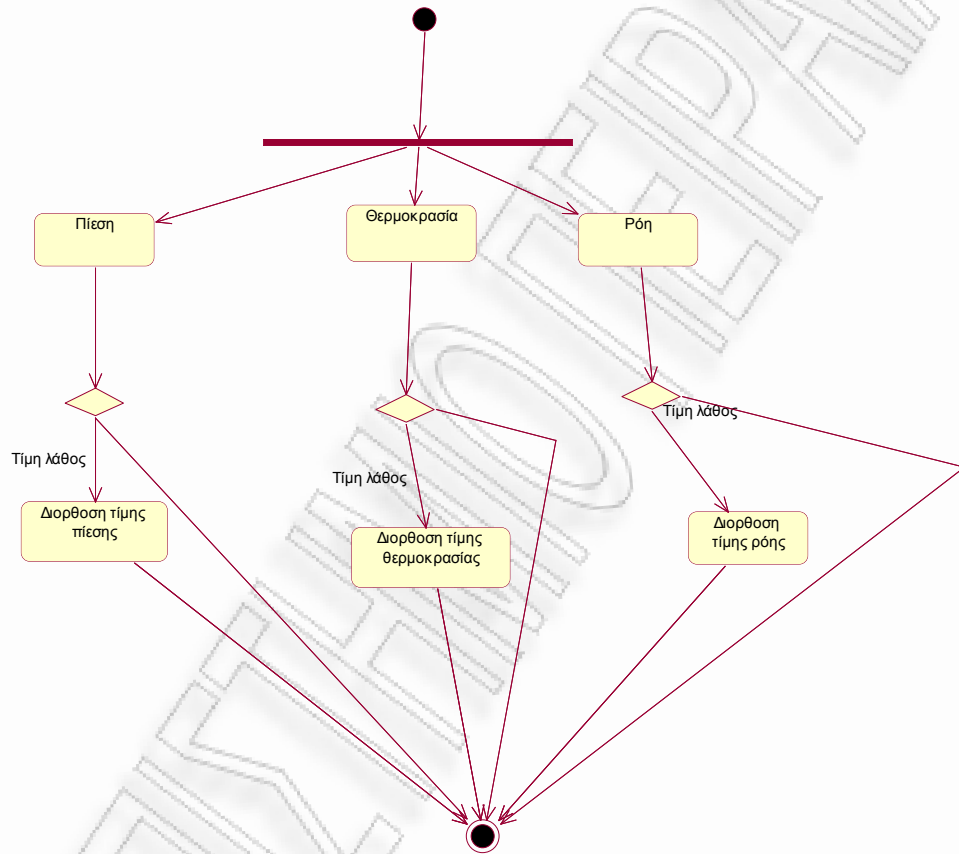 Πίεση
Θερμοκρασία
Ρόη
Τίμη λάθος
Τίμη λάθος
Τίμη λάθος
Διορθοση τίμης
πίεσης
Διορθοση τίμης
θερμοκρασίας
Διορθοση
τίμης ρόης